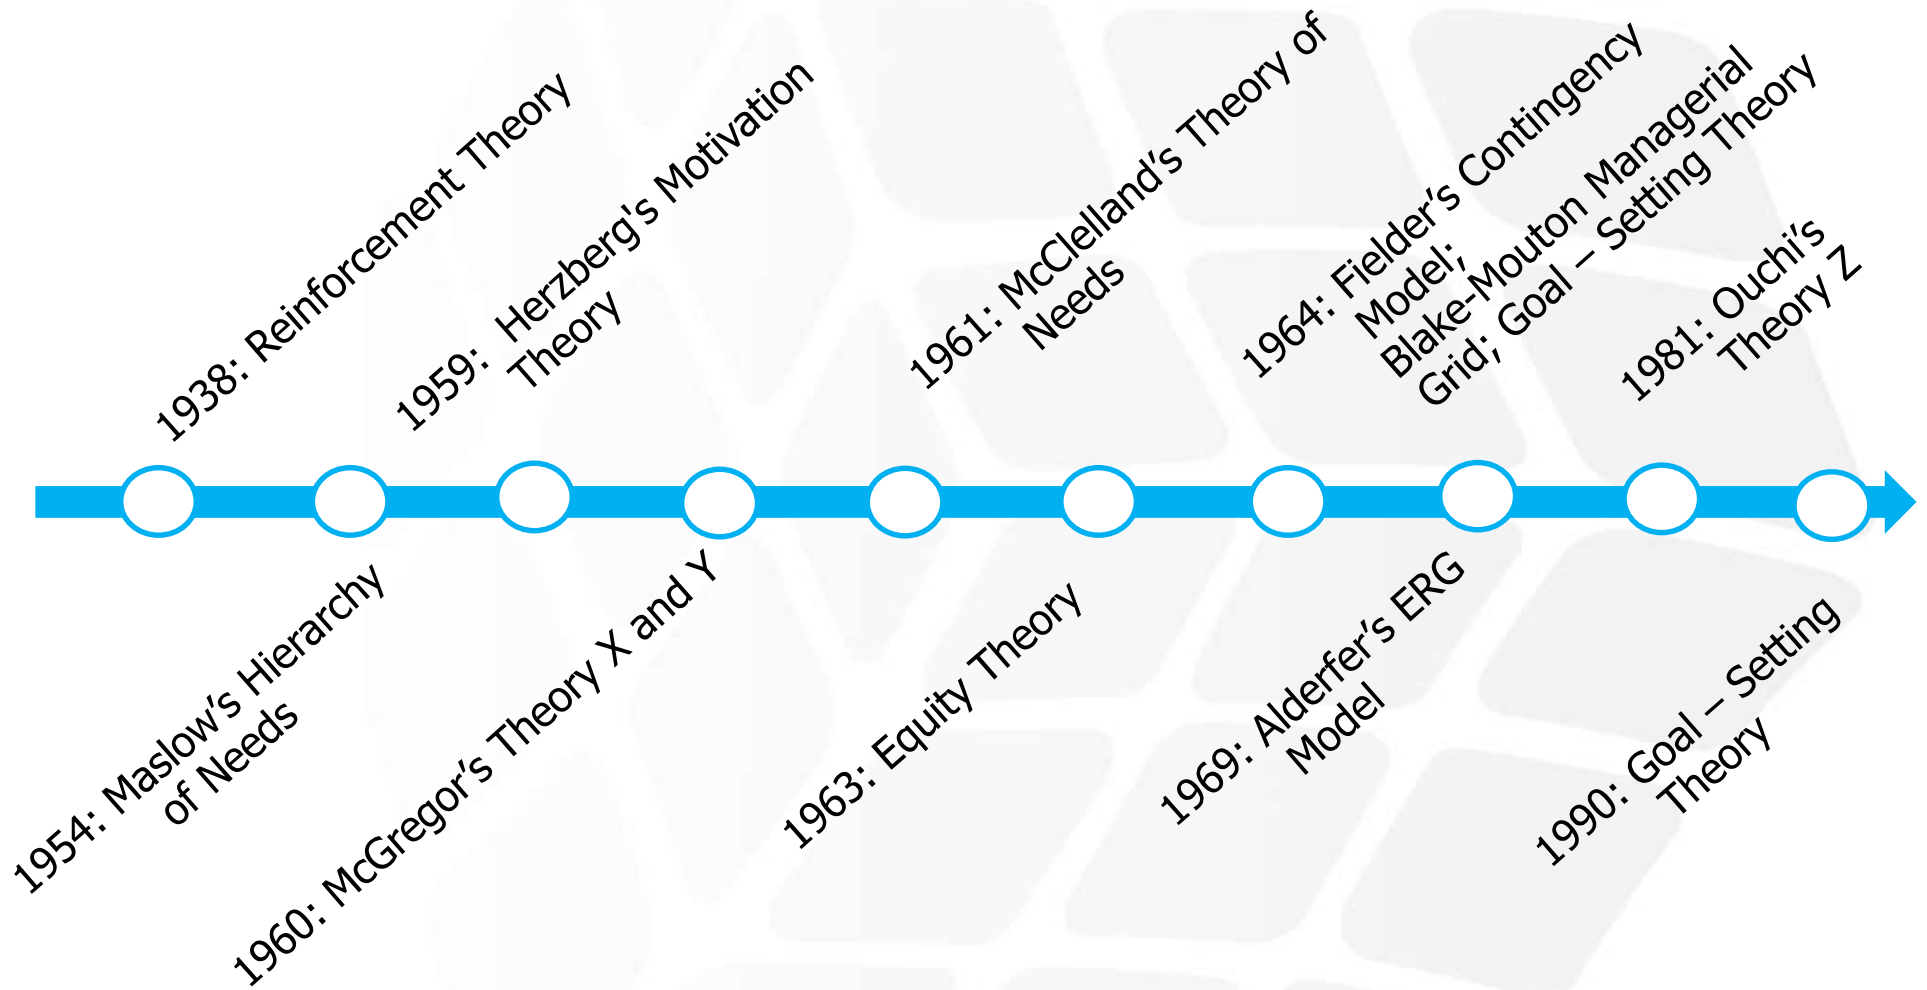 1938: Reinforcement Theory
1954: Maslow’s Hierarchy
of Needs
1959: Herzberg's Motivation
Theory
1960: McGregor’s Theory X and Y
1961: McClelland’s Theory of
Needs
1963: Equity Theory
1964: Fielder’s Contingency
Model;
Blake-Mouton Managerial
Grid; Goal – Setting Theory
1969: Alderfer’s ERG
Model
1981: Ouchi’s
Theory Z
1990: Goal – Setting
Theory